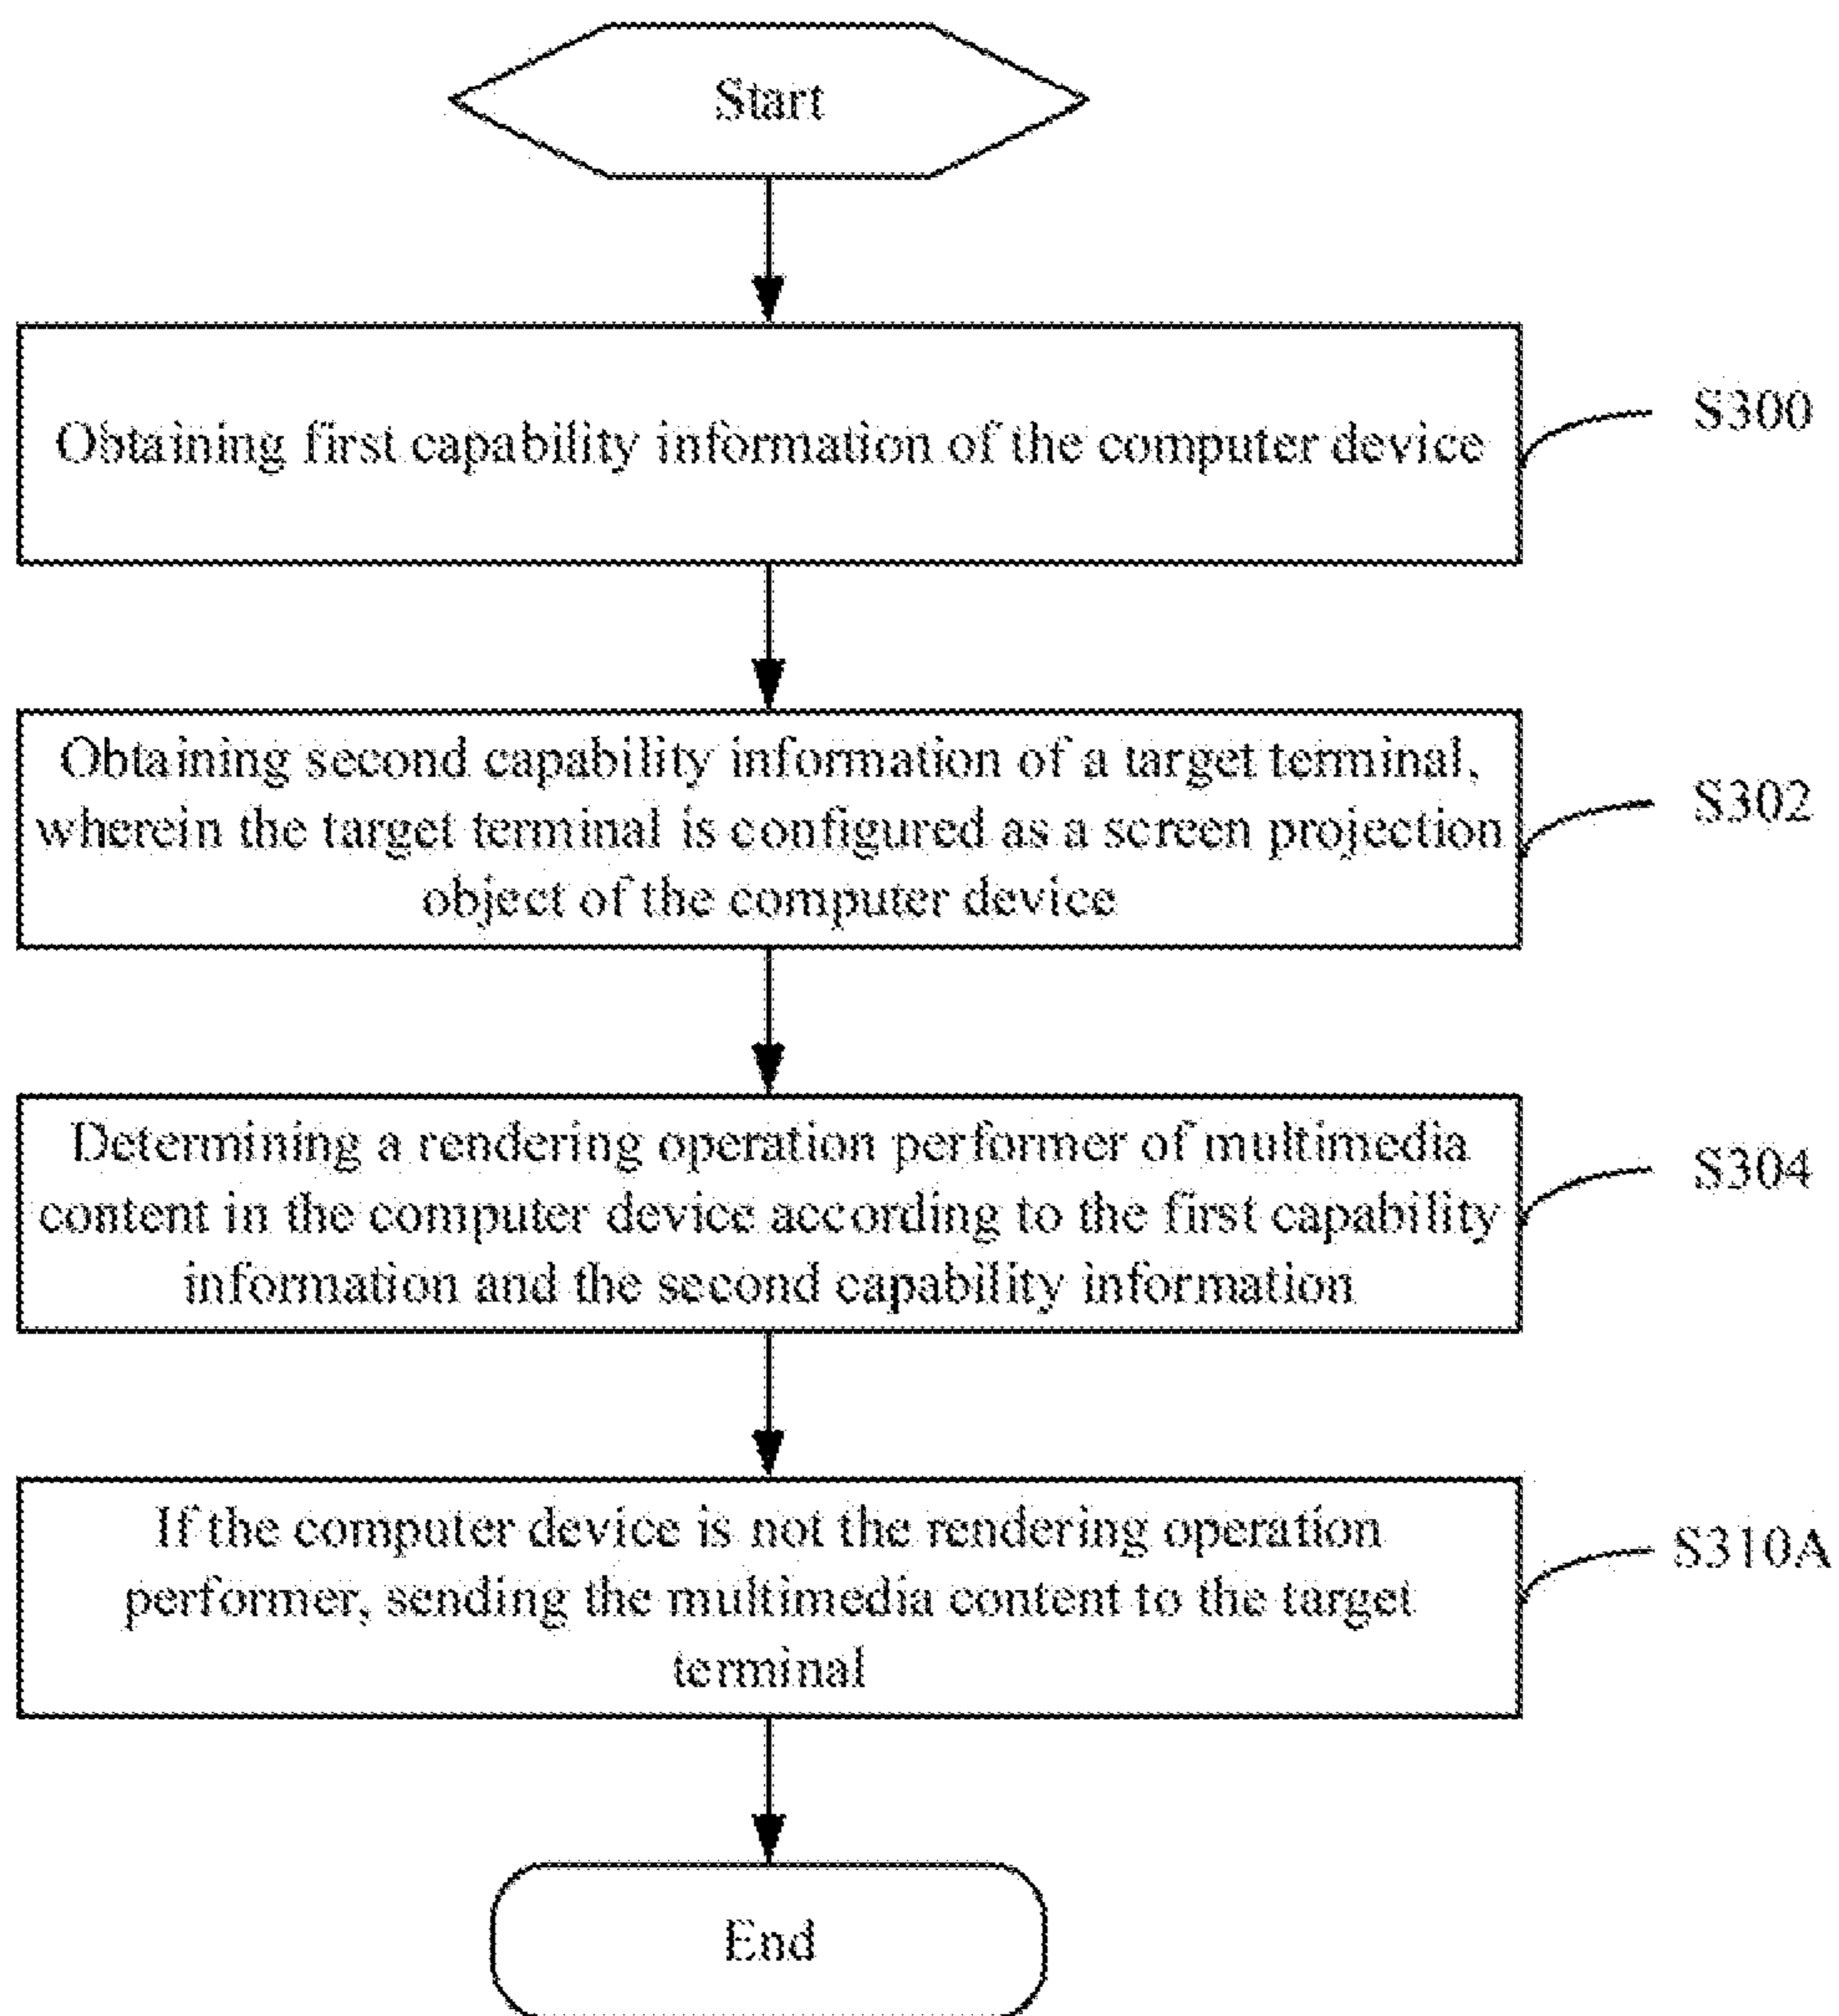 Start
Obtaining first capability information of the computer device
S300
Obtaining second capability information of a target terminal,
wherein the target terminal is configured as a screen projection
object of the computer device
S302
Determining a rendering operation performer of multimedia
content in the computer device according to the first capability
information and the second capability information
S304
If the computer device is not the rendering operation
performer, sending the multimedia content to the target
terminal
S310A
End